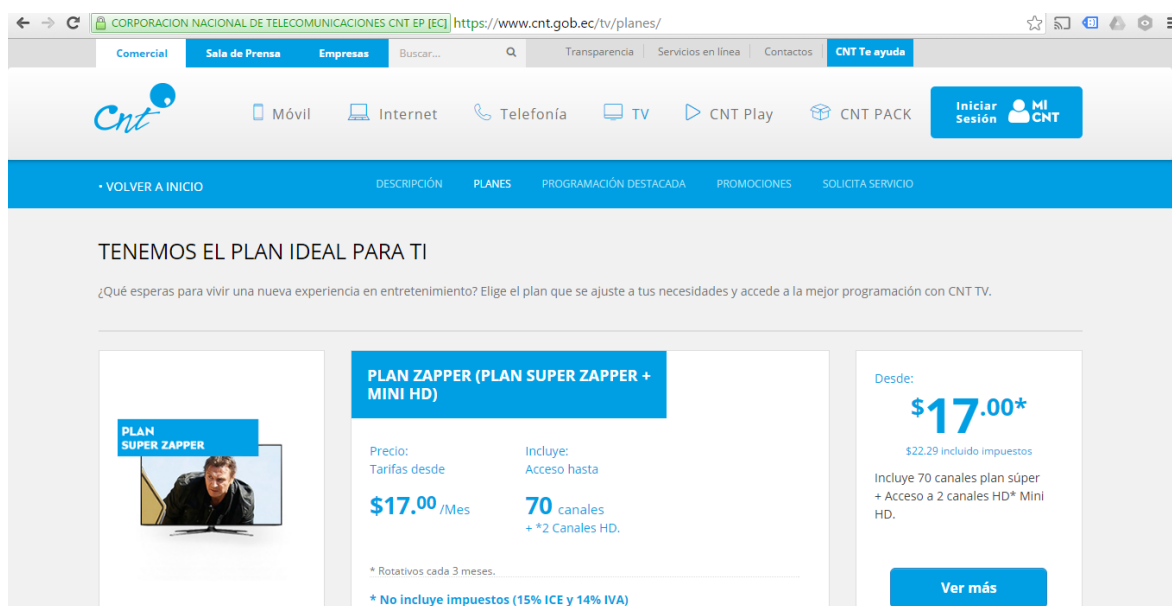 CORPORACION NACIONAL DE TELECOMUNICACIONES CNT EP [EC] https://www.cnt.gob.ec/tv/planes/
Comercial Sala de Prensa Empresas Buscar... Transparencia Servicios en línea Contactos CNT Te ayuda
Cnt Móvil Internet Telefonía TV CNT Play CNT PACK Iniciar Sesión MI CNT
• VOLVER A INICIO DESCRIPCIÓN PLANES PROGRAMACIÓN DESTACADA PROMOCIONES SOLICITA SERVICIO
TENEMOS EL PLAN IDEAL PARA TI
¿Qué esperas para vivir una nueva experiencia en entretenimiento? Elige el plan que se ajuste a tus necesidades y accede a la mejor programación con CNT TV.
PLAN
SUPER ZAPPER
PLAN ZAPPER (PLAN SUPER ZAPPER +
MINI HD)
Precio:
Tarifas desde
$17.00 /Mes
Incluye:
Acceso hasta
70 canales
+ *2 Canales HD.
* Rotativos cada 3 meses.
* No incluye impuestos (15% ICE y 14% IVA)
Desde:
$17.00*
$22.29 incluido impuestos
Incluye 70 canales plan súper
+ Acceso a 2 canales HD* Mini
HD.
Ver más